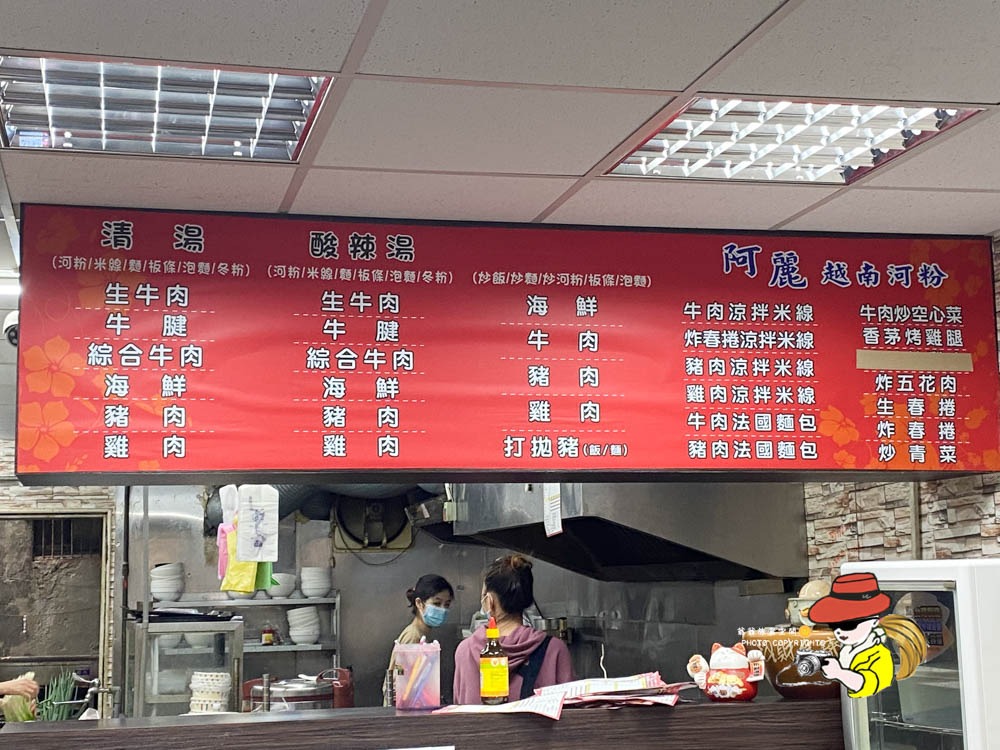 清湯
(河粉/米線/麵/板條/泡麵/冬粉)
生牛肉
牛腱
綜合牛肉
海鮮
豬肉
雞肉
酸辣湯
(河粉/米線/麵/板條/泡麵/冬粉)
生牛肉
牛腱
綜合牛肉
海鮮
豬肉
雞肉
(炒飯/炒麵/炒河粉/板條/泡麵)
海鮮
牛肉
豬肉
雞肉
打拋豬(飯/麵)
阿麗 越南河粉
牛肉涼拌米線
炸春捲涼拌米線
豬肉涼拌米線
雞肉涼拌米線
牛肉法國麵包
豬肉法國麵包
牛肉炒空心菜
香茅烤雞腿
炸五花肉
生春捲
炸春捲
炒青菜
PHOTO COPYRIGHTS